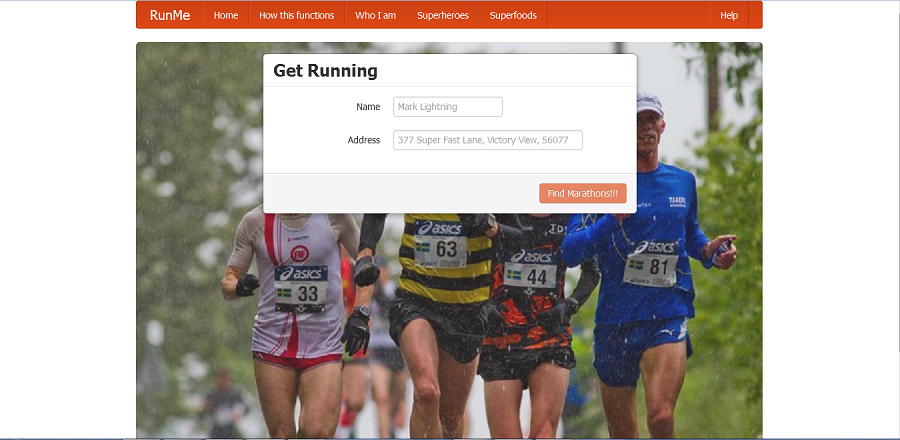 RunMe Home How this functions Who I am Superheroes Superfoods Help
Get Running
Name Mark Lightning
Address 377 Super Fast Lane, Victory View, 56077
Find Marathons!!!
asics
33
asics
63
asics
44
asics
81